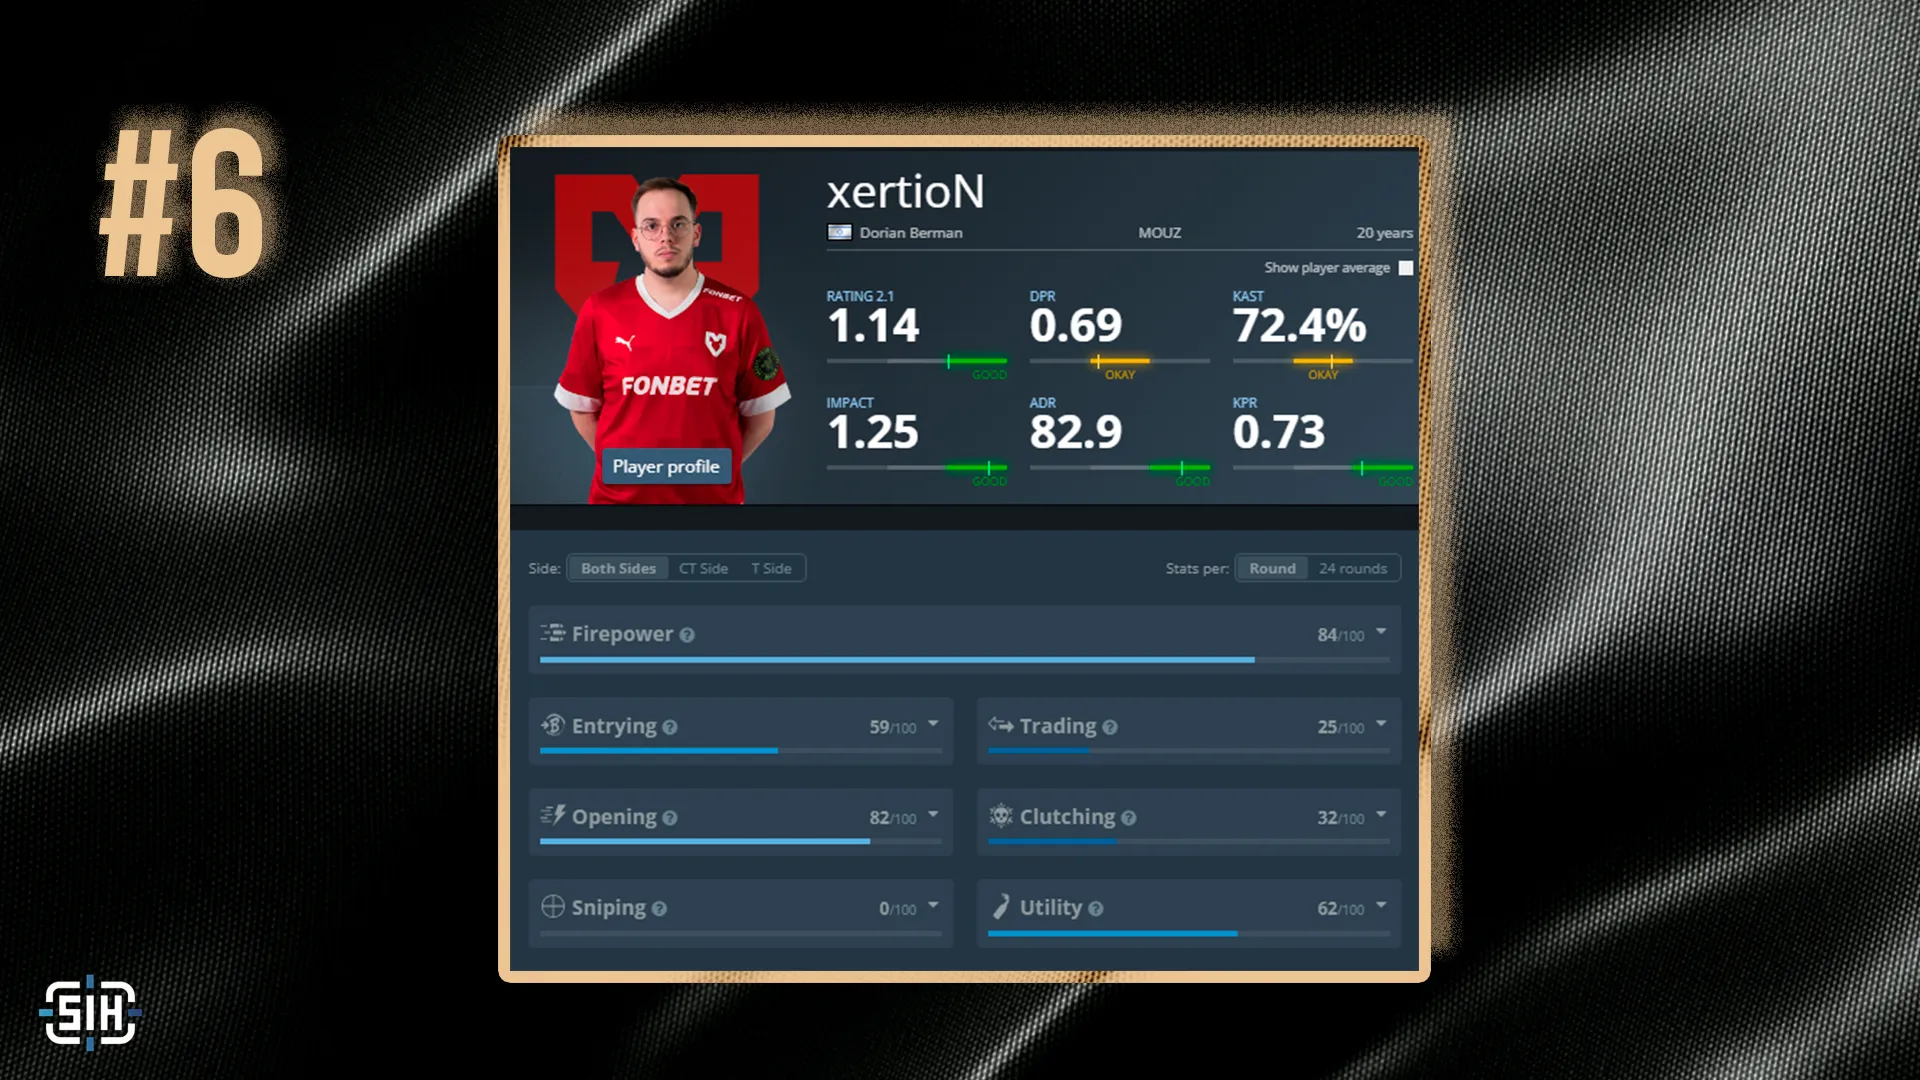 #6
xertioN
Dorian Berman MOUZ 20 years
Show player average
RATING 2.1 DPR KAST
1.14 0.69 72.4%
GOOD OKAY OKAY
IMPACT ADR KPR
1.25 82.9 0.73
GOOD GOOD GOOD
FONBET
FONBET
Player profile
Side: Both Sides CT Side T Side Stats per: Round 24 rounds
Firepower ? 84/100
Entrying ? 59/100 Trading ? 25/100
Opening ? 82/100 Clutching ? 32/100
Sniping ? 0/100 Utility ? 62/100
SIH